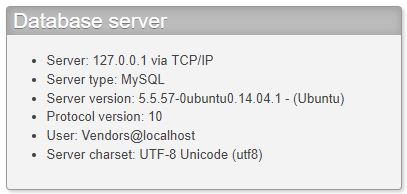 Database server
Server: 127.0.0.1 via TCP/IP
Server type: MySQL
Server version: 5.5.57-0ubuntu0.14.04.1 - (Ubuntu)
Protocol version: 10
User: Vendors@localhost
Server charset: UTF-8 Unicode (utf8)